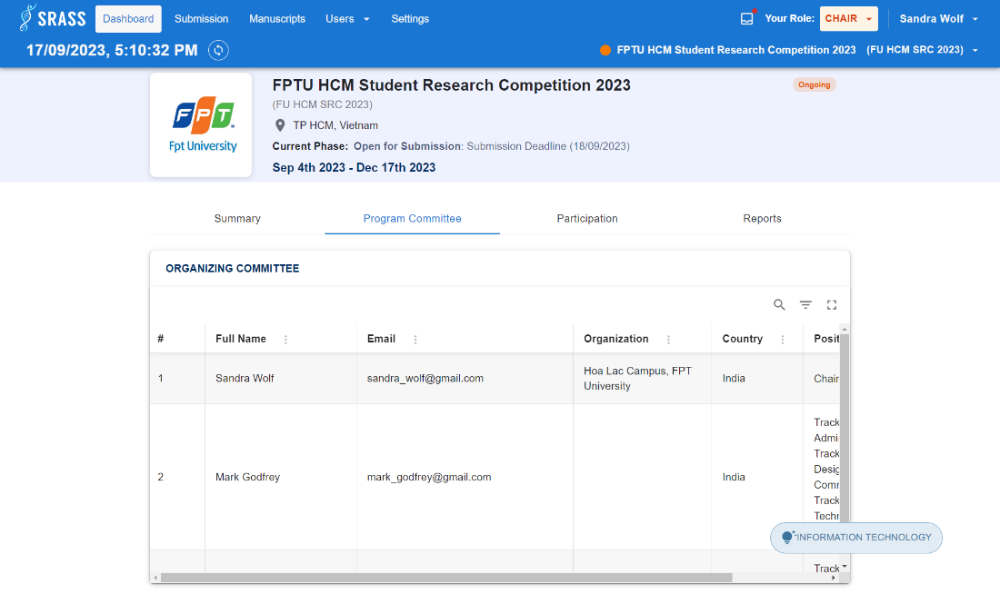 SRASS Dashboard Submission Manuscripts Users Settings Your Role: CHAIR Sandra Wolf
17/09/2023, 5:10:32 PM FPTU HCM Student Research Competition 2023 (FU HCM SRC 2023)
FPT
Fpt University
FPTU HCM Student Research Competition 2023
Ongoing
(FU HCM SRC 2023)
TP HCM, Vietnam
Current Phase: Open for Submission: Submission Deadline (18/09/2023)
Sep 4th 2023 - Dec 17th 2023
Summary Program Committee Participation Reports
ORGANIZING COMMITTEE
# Full Name Email Organization Country Posit
1 Sandra Wolf sandra_wolf@gmail.com Hoa Lac Campus, FPT University India Chair
2 Mark Godfrey mark_godfrey@gmail.com India
Track
Admi
Track
Desig
Comm
Track
Techn
INFORMATION TECHNOLOGY
Track